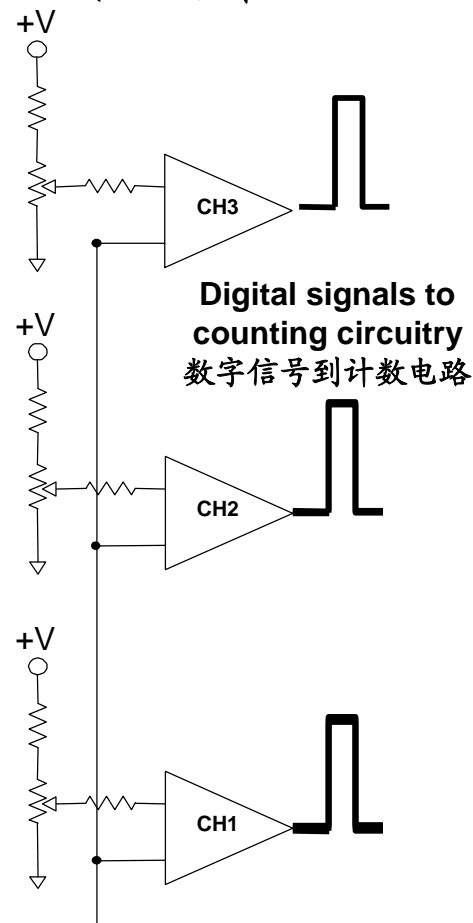 +V
CH3
Digital signals to
counting circuitry
数字信号到计数电路
+V
CH2
+V
CH1